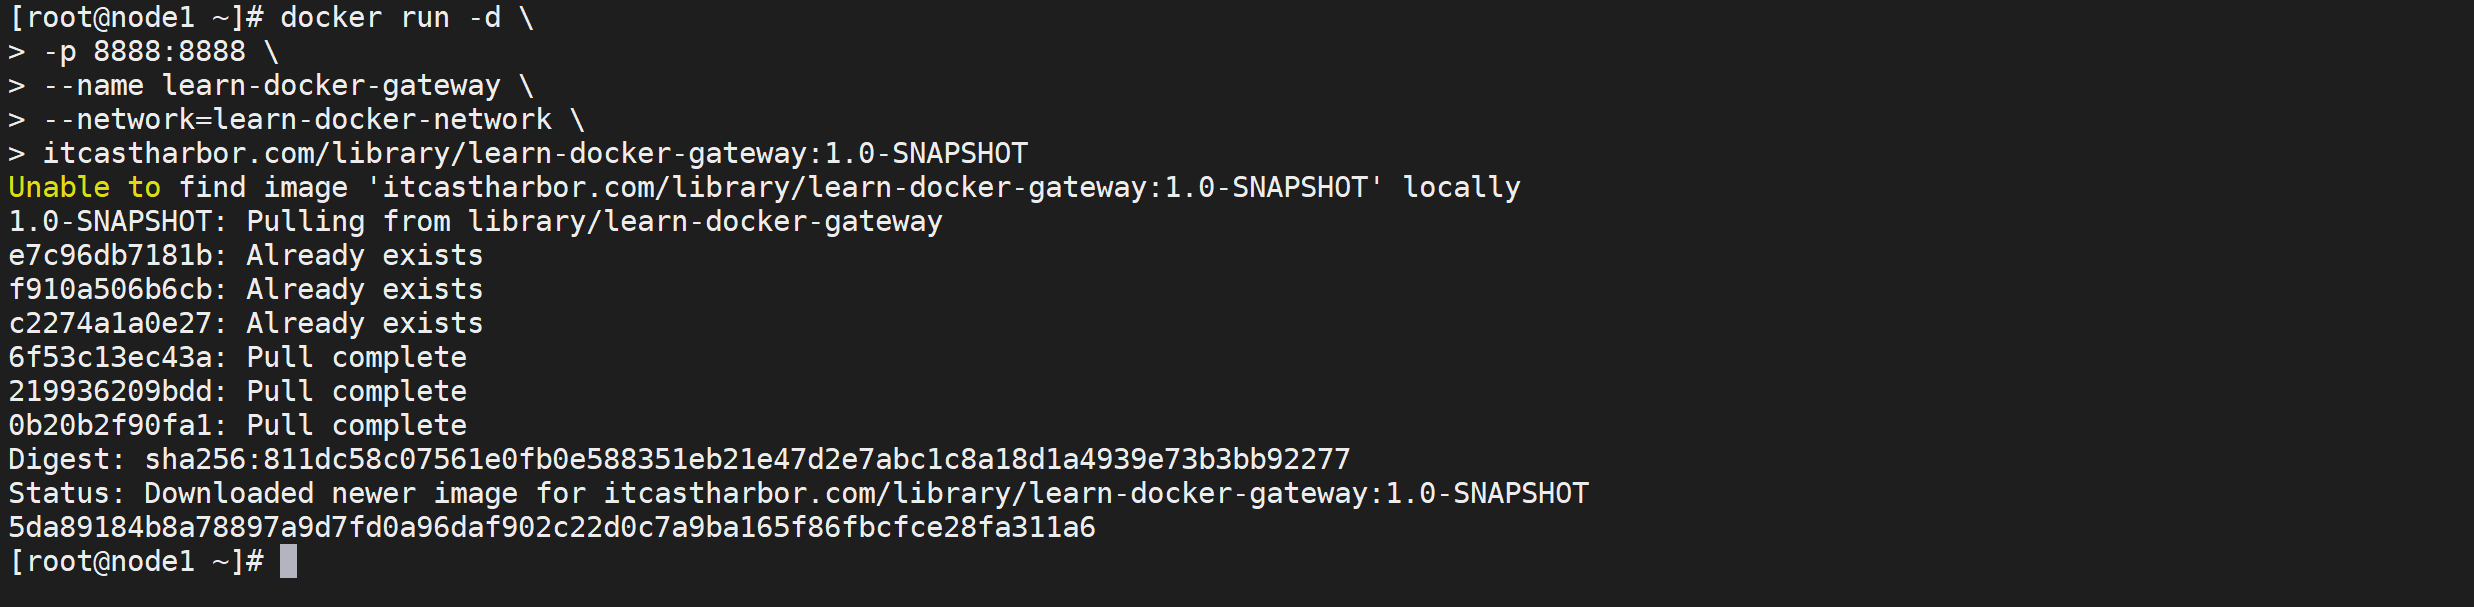 [root@node1 ~]# docker run -d \
> -p 8888:8888 \
> --name learn-docker-gateway \
> --network=learn-docker-network \
> itcastharbor.com/library/learn-docker-gateway:1.0-SNAPSHOT
Unable to find image 'itcastharbor.com/library/learn-docker-gateway:1.0-SNAPSHOT' locally
1.0-SNAPSHOT: Pulling from library/learn-docker-gateway
e7c96db7181b: Already exists
f910a506b6cb: Already exists
c2274a1a0e27: Already exists
6f53c13ec43a: Pull complete
219936209bdd: Pull complete
0b20b2f90fa1: Pull complete
Digest: sha256:811dc58c07561e0fb0e588351eb21e47d2e7abc1c8a18d1a4939e73b3bb92277
Status: Downloaded newer image for itcastharbor.com/library/learn-docker-gateway:1.0-SNAPSHOT
5da89184b8a78897a9d7fd0a96daf902c22d0c7a9ba165f86fbcfce28fa311a6
[root@node1 ~]#